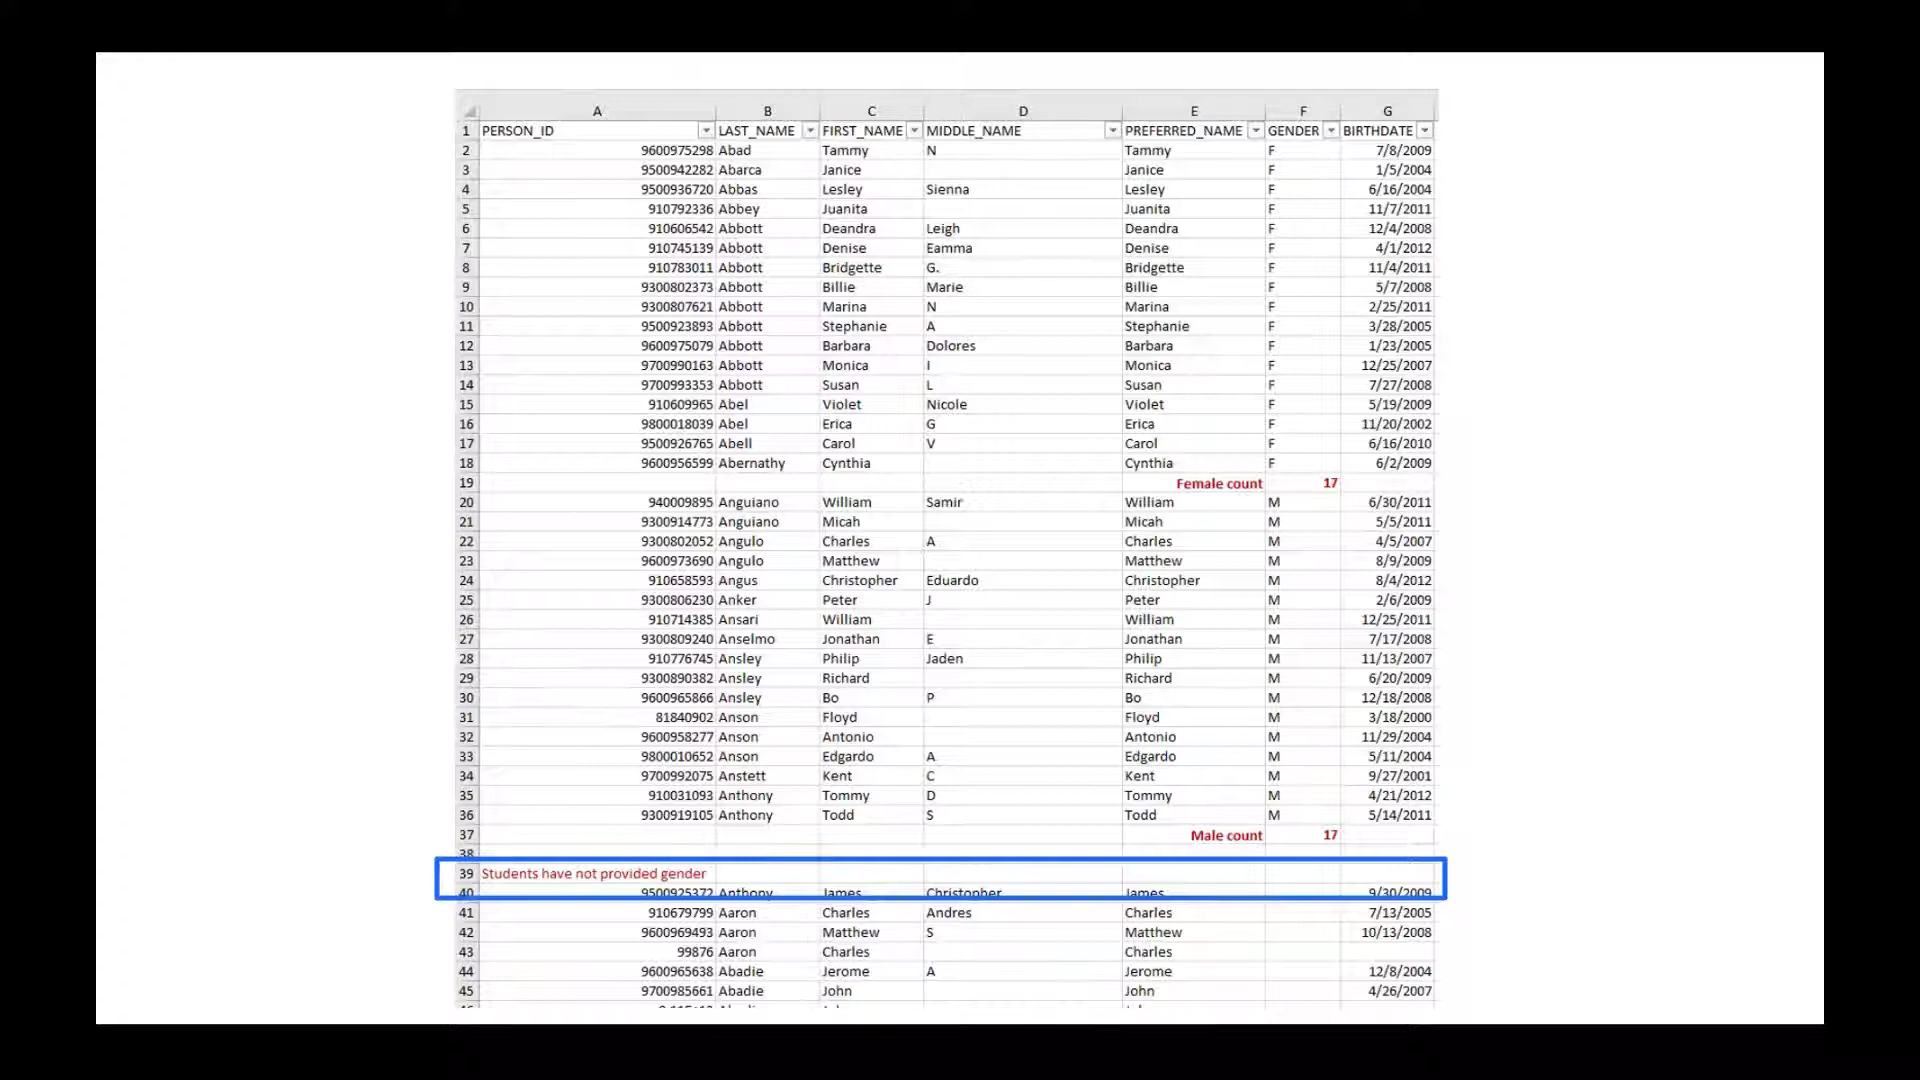 A B C D E F G
1 PERSON_ID LAST_NAME FIRST_NAME MIDDLE_NAME PREFERRED_NAME GENDER BIRTHDATE
2 9600975298 Abad Tammy N Tammy F 7/8/2009
3 9500942282 Abarca Janice Janice F 1/5/2004
4 9500936720 Abbas Lesley Sienna Lesley F 6/16/2004
5 910792336 Abbey Juanita Juanita F 11/7/2011
6 910606542 Abbott Deandra Leigh Deandra F 12/4/2008
7 910745139 Abbott Denise Eamma Denise F 4/1/2012
8 910783011 Abbott Bridgette G. Bridgette F 11/4/2011
9 9300802373 Abbott Billie Marie Billie F 5/7/2008
10 9300807621 Abbott Marina N Marina F 2/25/2011
11 9500923893 Abbott Stephanie A Stephanie F 3/28/2005
12 9600975079 Abbott Barbara Dolores Barbara F 1/23/2005
13 9700990163 Abbott Monica I Monica F 12/25/2007
14 9700993353 Abbott Susan L Susan F 7/27/2008
15 910609965 Abel Violet Nicole Violet F 5/19/2009
16 9800018039 Abel Erica G Erica F 11/20/2002
17 9500926765 Abell Carol V Carol F 6/16/2010
18 9600956599 Abernathy Cynthia Cynthia F 6/2/2009
19 Female count 17
20 940009895 Anguiano William Samir William M 6/30/2011
21 9300914773 Anguiano Micah Micah M 5/5/2011
22 9300802052 Angulo Charles A Charles M 4/5/2007
23 9600973690 Angulo Matthew Matthew M 8/9/2009
24 910658593 Angus Christopher Eduardo Christopher M 8/4/2012
25 9300806230 Anker Peter J Peter M 2/6/2009
26 910714385 Ansari William William M 12/25/2011
27 9300809240 Anselmo Jonathan E Jonathan M 7/17/2008
28 910776745 Ansley Philip Jaden Philip M 11/13/2007
29 9300890382 Ansley Richard Richard M 6/20/2009
30 9600965866 Ansley Bo P Bo M 12/18/2008
31 81840902 Anson Floyd Floyd M 3/18/2000
32 9600958277 Anson Antonio Antonio M 11/29/2004
33 9800010652 Anson Edgardo A Edgardo M 5/11/2004
34 9700992075 Anstett Kent C Kent M 9/27/2001
35 910031093 Anthony Tommy D Tommy M 4/21/2012
36 9300919105 Anthony Todd S Todd M 5/14/2011
37 Male count 17
38
39 Students have not provided gender
40 9500925372 Anthony James Christopher James 9/30/2009
41 910679799 Aaron Charles Andres Charles 7/13/2005
42 9600969493 Aaron Matthew S Matthew 10/13/2008
43 99876 Aaron Charles Charles
44 9600965638 Abadie Jerome A Jerome 12/8/2004
45 9700985661 Abadie John John 4/26/2007